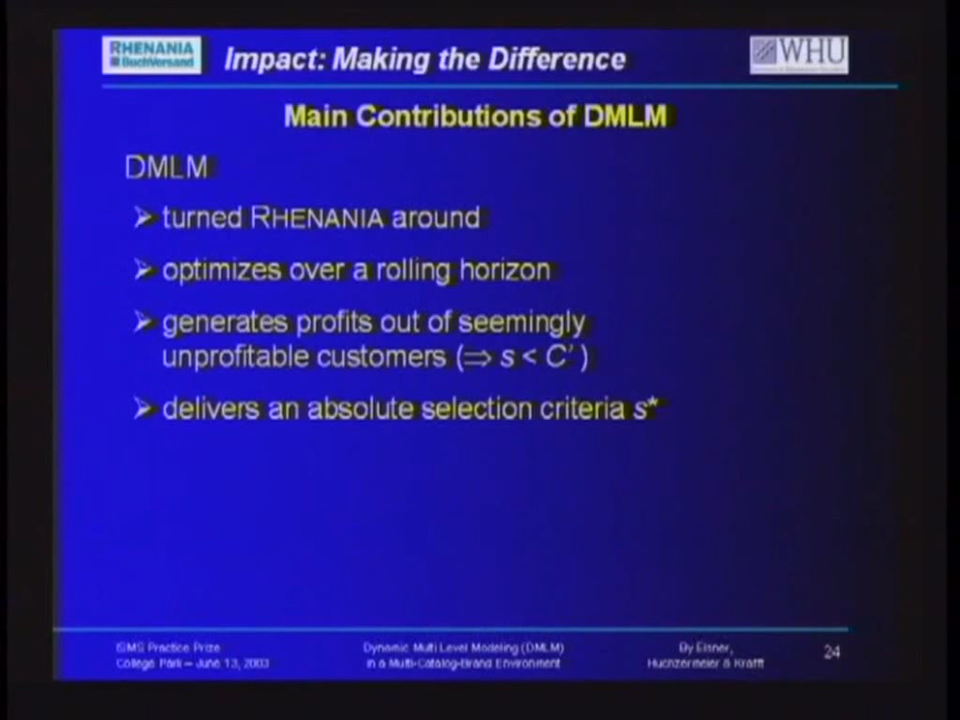 RHENANIA
BuchVersand
Impact: Making the Difference
WHU
Main Contributions of DMLM
DMLM
➢ turned RHENANIA around
➢ optimizes over a rolling horizon
➢ generates profits out of seemingly
unprofitable customers (⇒ s < C' )
➢ delivers an absolute selection criteria s*
ISMS Practice Prize
College Park – June 13, 2003
Dynamic Multi Level Modeling (DMLM)
in a Multi-Catalog-Brand Environment
By Elsner,
Huchzermeier & Krafft
24